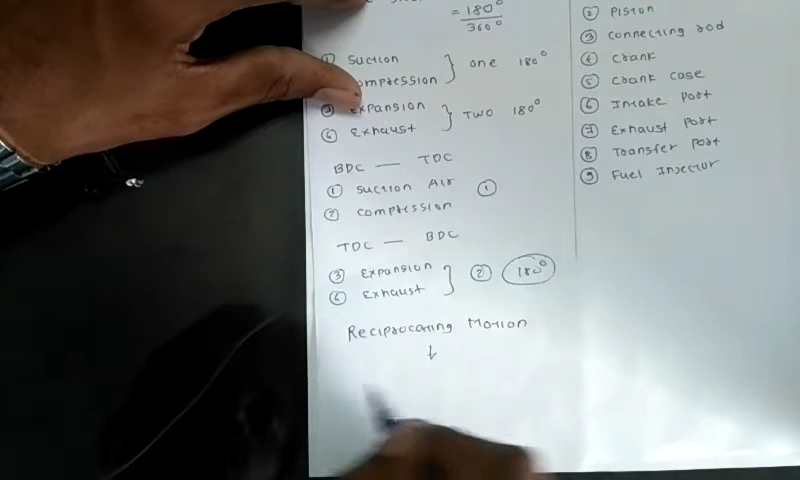 = 180°
360°
① Suction } one 180°
compression
③ Expansion } Two 180°
④ Exhaust
BDC — TDC
① Suction Air ①
② compression
TDC — BDC
③ Expansion } ② 180°
④ Exhaust
Reciprocating Motion
↓
② Piston
③ connecting rod
④ crank
⑤ crank case
⑥ Intake Port
⑦ Exhaust Port
⑧ Transfer Port
⑨ Fuel Injector